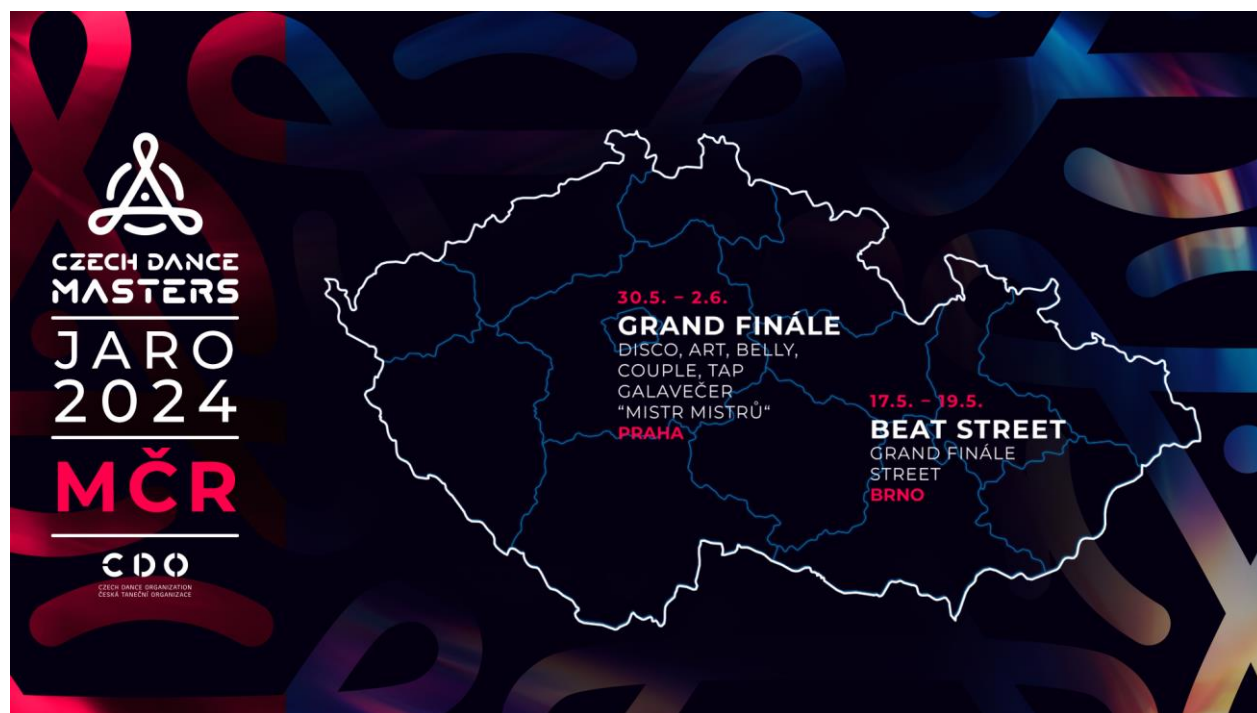 CZECH DANCE
MASTERS
JARO
2024
MČR
CDO
CZECH DANCE ORGANIZATION
ČESKÁ TANEČNÍ ORGANIZACE
30.5. – 2.6.
GRAND FINÁLE
DISCO, ART, BELLY,
COUPLE, TAP
GALAVEČER
“MISTR MISTRŮ“
PRAHA
17.5. – 19.5.
BEAT STREET
GRAND FINÁLE
STREET
BRNO